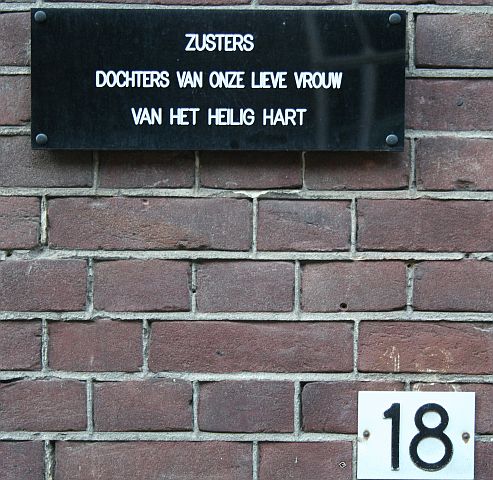 ZUSTERS
DOCHTERS VAN ONZE LIEVE VROUW
VAN HET HEILIG HART
18